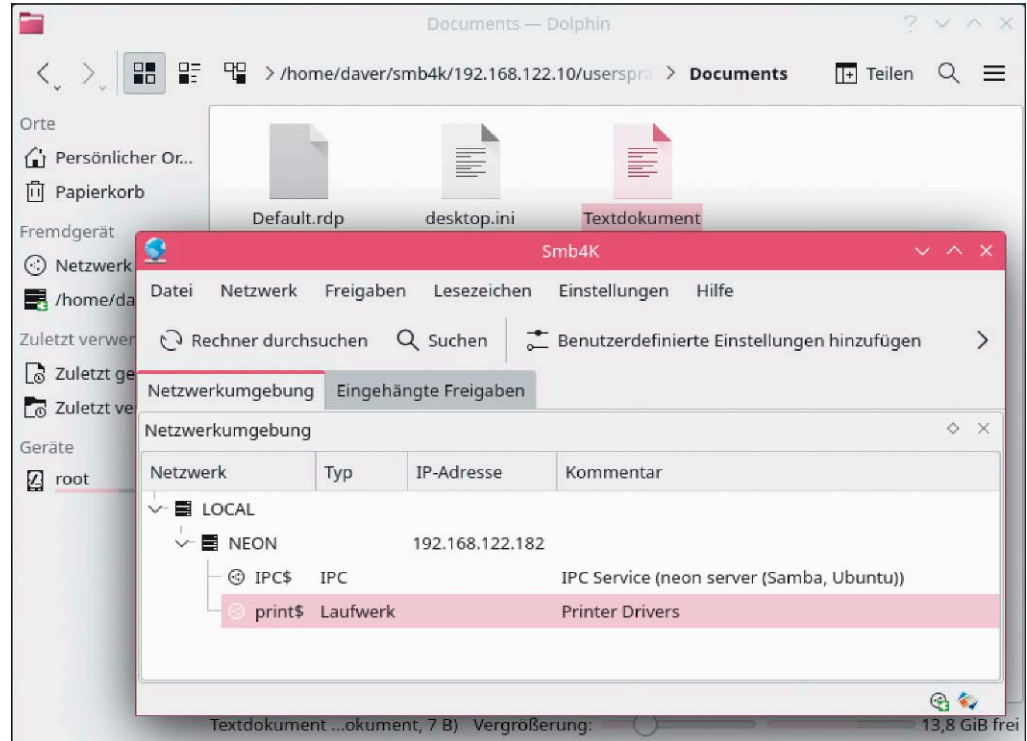 Documents — Dolphin
/home/daver/smb4k/192.168.122.10/userspra > Documents Teilen
Orte
Persönlicher Or...
Papierkorb
Fremdgerät
Netzwerk
/home/da
Zuletzt verwer
Zuletzt ge
Zuletzt ve
Geräte
root
Default.rdp desktop.ini Textdokument
Smb4K
Datei Netzwerk Freigaben Lesezeichen Einstellungen Hilfe
Rechner durchsuchen Suchen Benutzerdefinierte Einstellungen hinzufügen
Netzwerkumgebung Eingehängte Freigaben
Netzwerkumgebung
Netzwerk Typ IP-Adresse Kommentar
LOCAL
NEON 192.168.122.182
IPC$ IPC IPC Service (neon server (Samba, Ubuntu))
print$ Laufwerk Printer Drivers
Textdokument ...okument, 7 B) Vergrößerung: 13,8 GiB frei